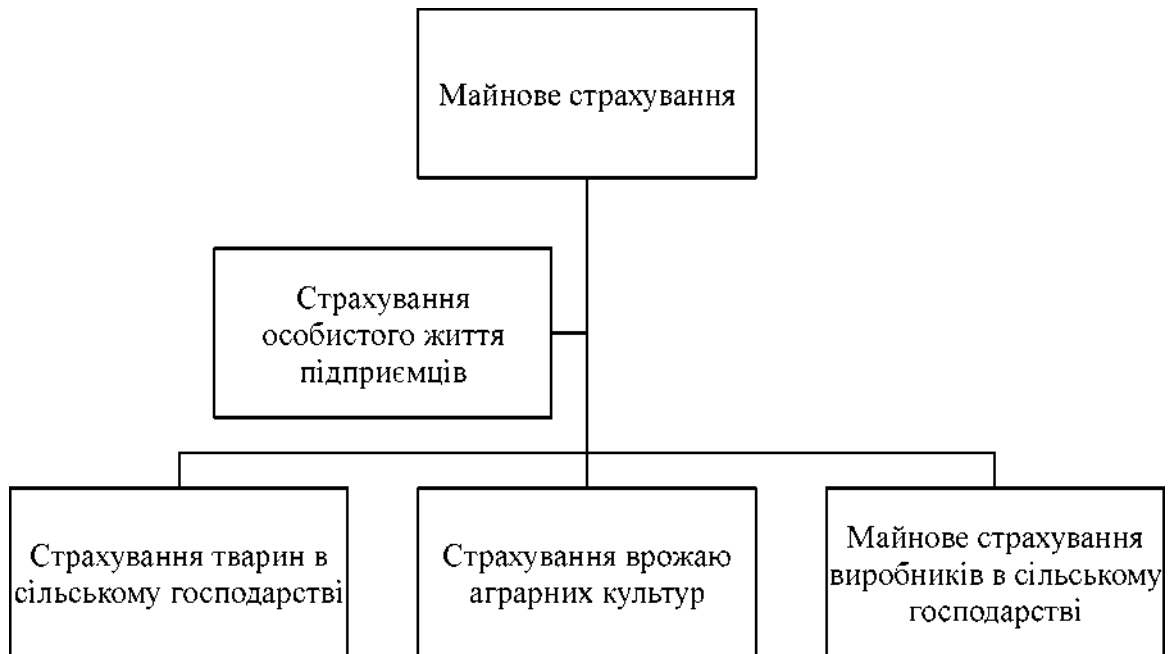 Майнове страхування
Страхування
особистого життя
підприємців
Страхування тварин в
сільському господарстві
Страхування врожаю
аграрних культур
Майнове страхування
виробників в сільському
господарстві